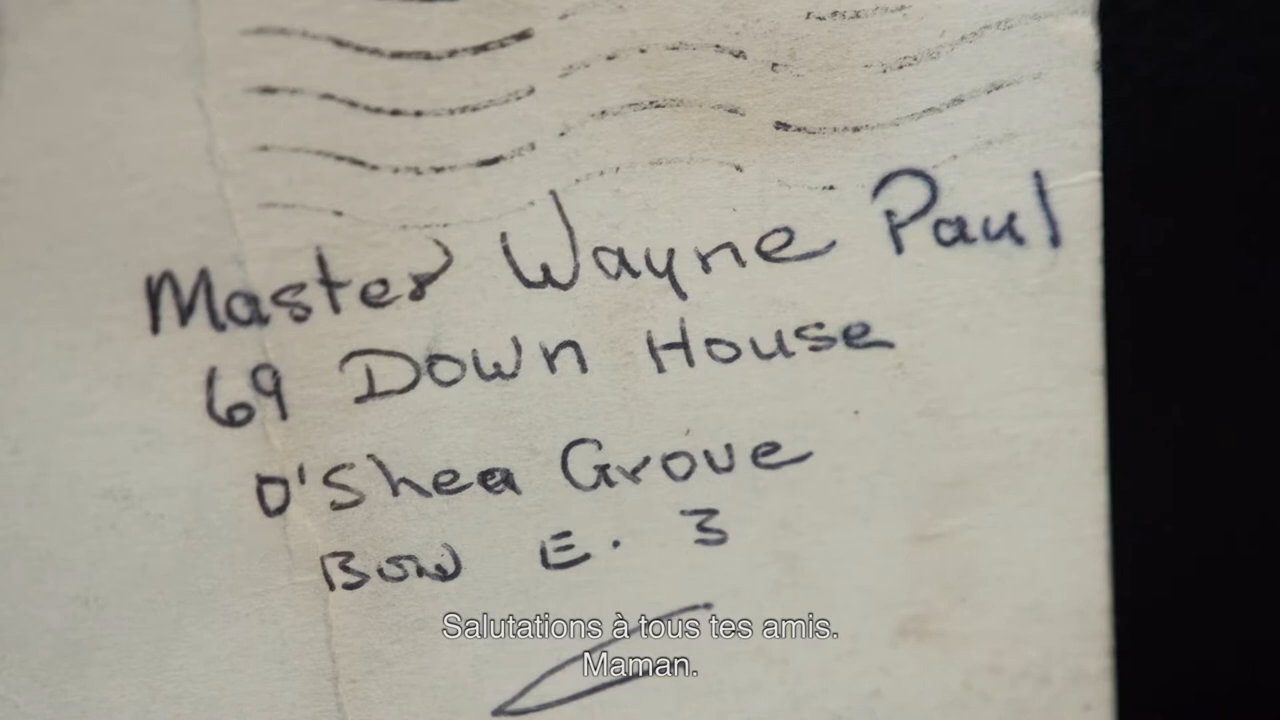 Master Wayne Paul
69 Down House
O'Shea Grove
Bow E. 3
Salutations à tous tes amis.
Maman.